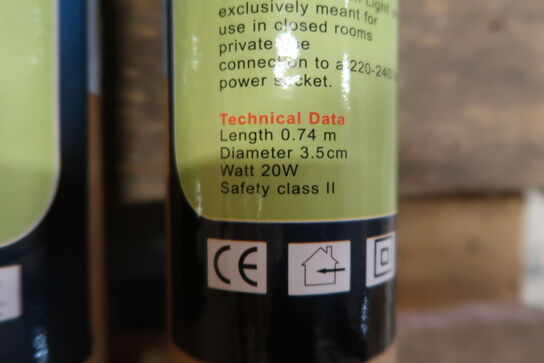 Light
exclusively meant for
use in closed rooms
private use
connection to a 220-240
power socket.
Technical Data
Length 0.74 m
Diameter 3.5cm
Watt 20W
Safety class II
CE